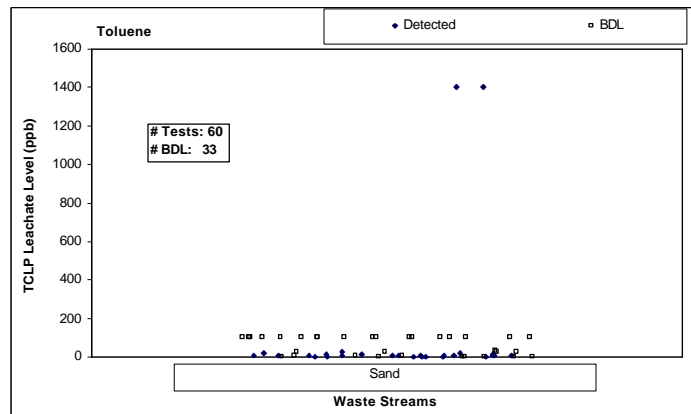 Toluene
Detected
BDL
TCLP Leachate Level (ppb)
1600
1400
1200
1000
800
600
400
200
0
# Tests: 60
# BDL: 33
Sand
Waste Streams